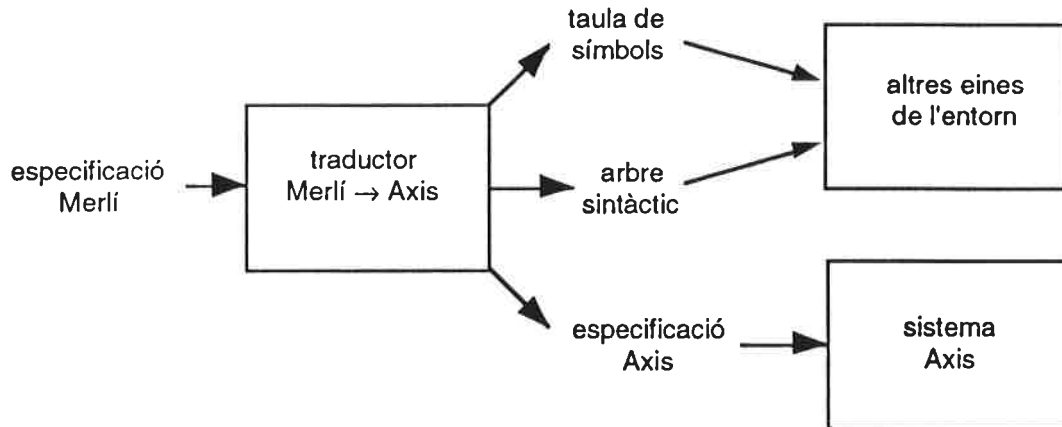 taula de
símbols
altres eines
de l'entorn
especificació
Merlí
traductor
Merlí → Axis
arbre
sintàctic
especificació
Axis
sistema
Axis